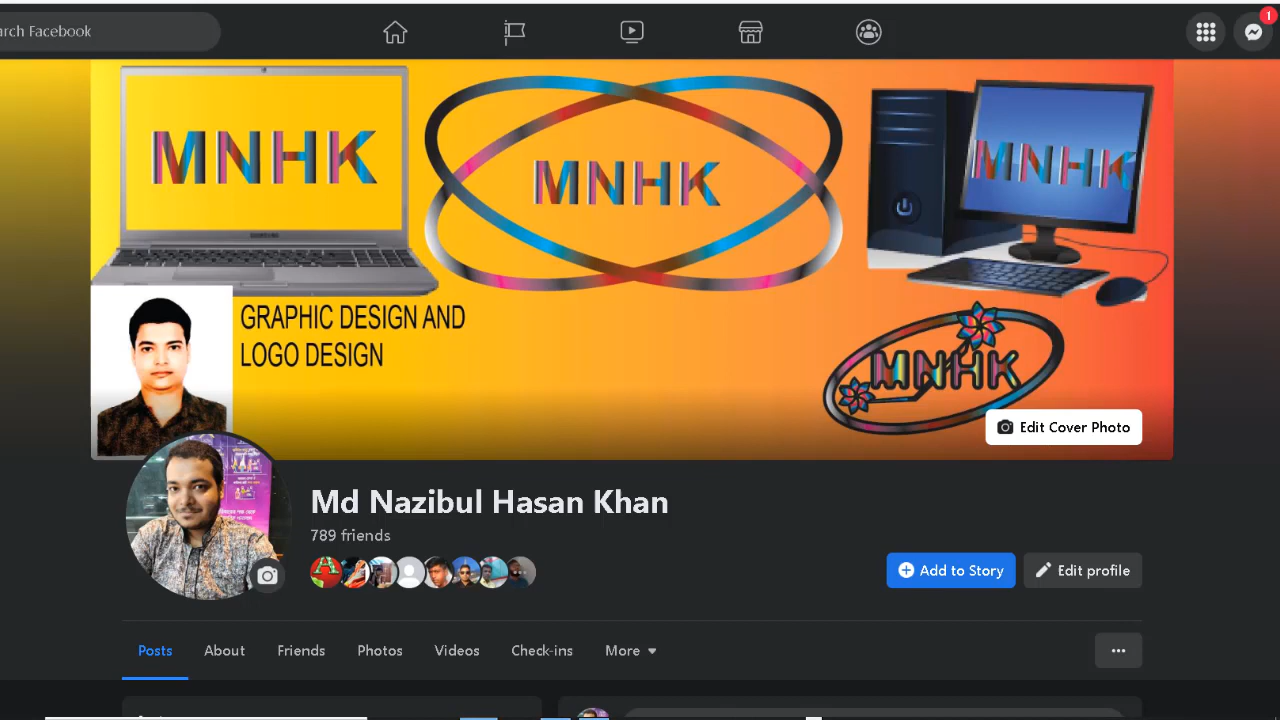 rch Facebook
1
MNHK
MNHK
MNHK
GRAPHIC DESIGN AND
LOGO DESIGN
MNHK
Edit Cover Photo
Md Nazibul Hasan Khan
789 friends
Add to Story
Edit profile
Posts
About
Friends
Photos
Videos
Check-ins
More